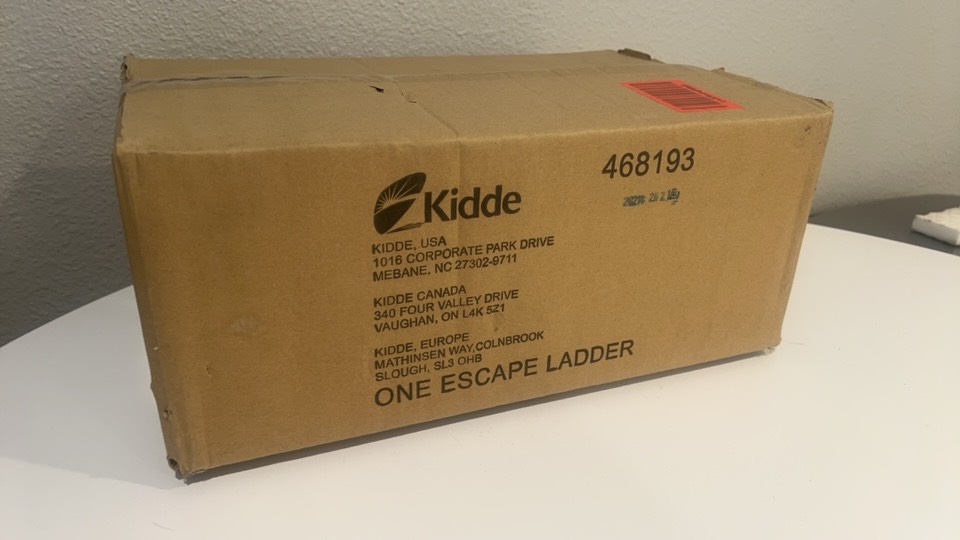 468193
Kidde
KIDDE, USA
1016 CORPORATE PARK DRIVE
MEBANE, NC 27302-9711
KIDDE CANADA
340 FOUR VALLEY DRIVE
VAUGHAN, ON L4K 5Z1
KIDDE, EUROPE
MATHINSEN WAY,COLNBROOK
SLOUGH, SL3 OHB
ONE ESCAPE LADDER